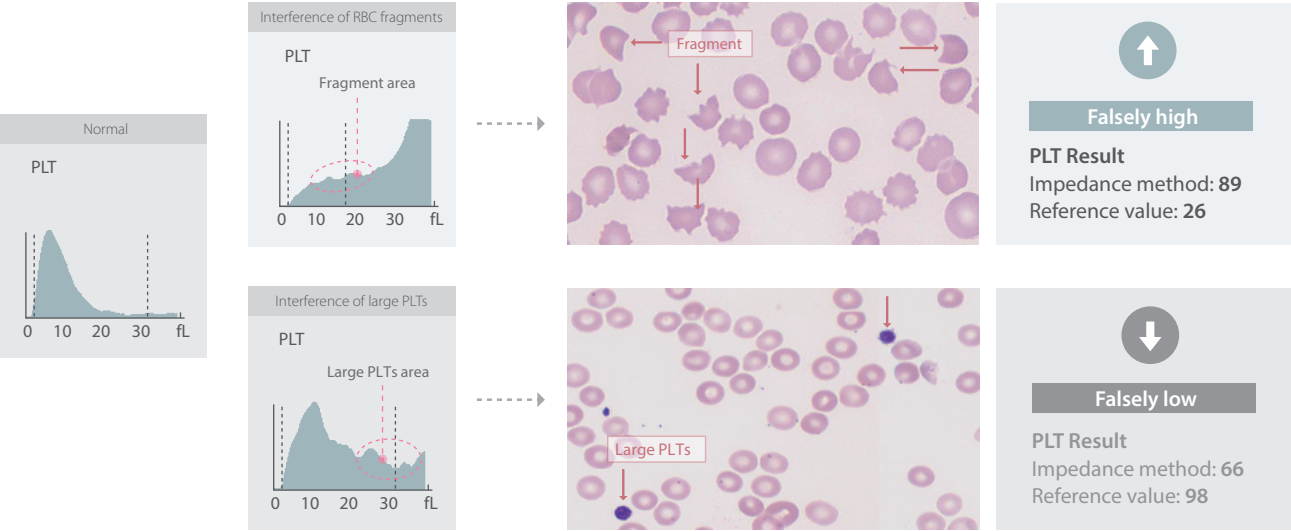 Normal
PLT
0 10 20 30 fL
Interference of RBC fragments
PLT
Fragment area
0 10 20 30 fL
Fragment
Falsely high
PLT Result
Impedance method: 89
Reference value: 26
Interference of large PLTs
PLT
Large PLTs area
0 10 20 30 fL
Large PLTs
Falsely low
PLT Result
Impedance method: 66
Reference value: 98